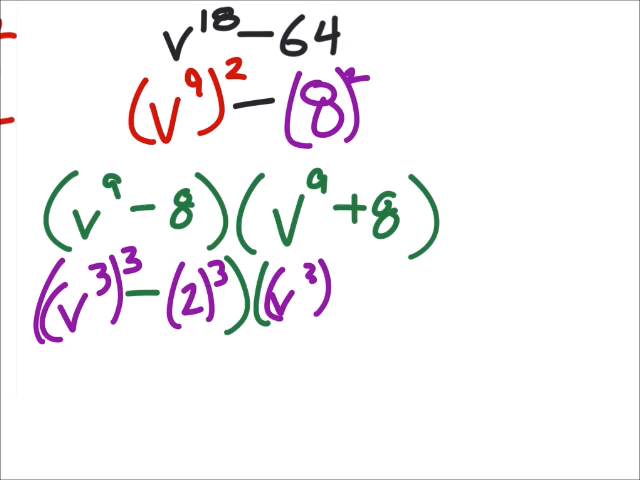 v^18 - 64
(v^9)^2 - (8)^2
(v^9 - 8)(v^9 + 8)
((v^3)^3 - (2)^3)((v^3)